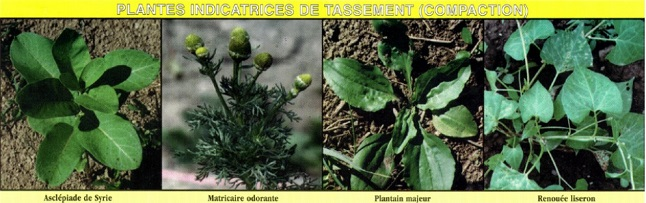 PLANTES INDICATRICES DE TASSEMENT (COMPACTION)
Asclépiade de Syrie Matricaire odorante Plantain majeur Renouée liseron